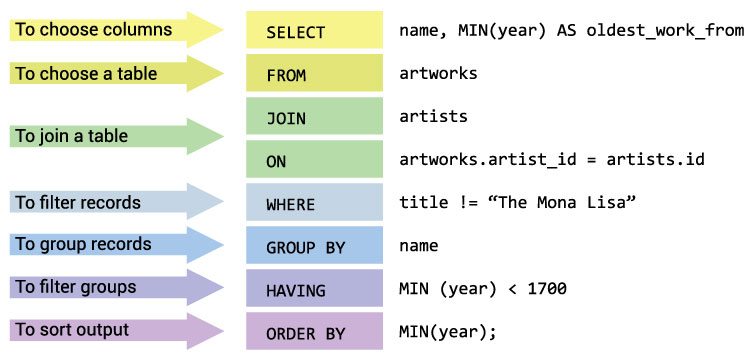 To choose columns SELECT name, MIN(year) AS oldest_work_from
To choose a table FROM artworks
To join a table JOIN artists
ON artworks.artist_id = artists.id
To filter records WHERE title != “The Mona Lisa”
To group records GROUP BY name
To filter groups HAVING MIN (year) < 1700
To sort output ORDER BY MIN(year);